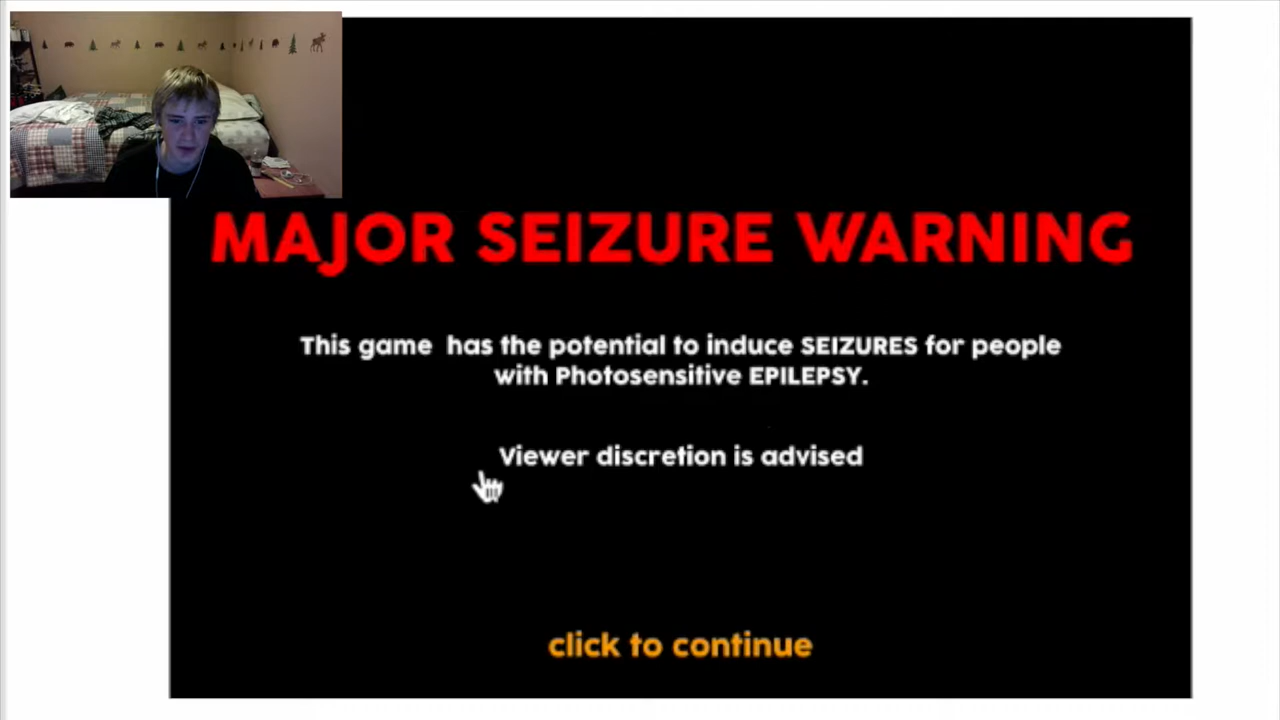 MAJOR SEIZURE WARNING
This game has the potential to induce SEIZURES for people
with Photosensitive EPILEPSY.
Viewer discretion is advised
click to continue